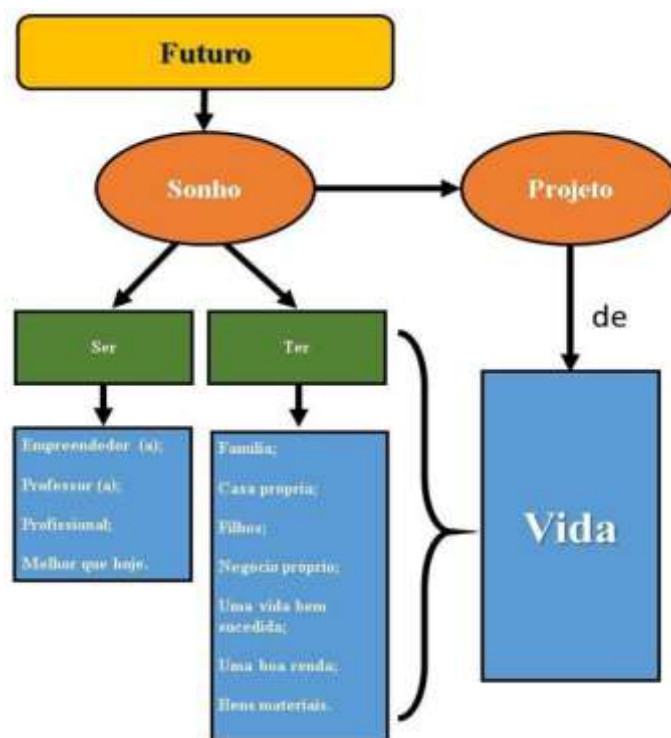 Futuro
Sonho
Projeto
de
Ser
Ter
Empreendedor (a);
Professor (a);
Profissional;
Melhor que hoje.
Família;
Casa própria;
Filhos;
Negócio próprio;
Uma vida bem
sucedida;
Uma boa renda;
Bens materiais.
Vida